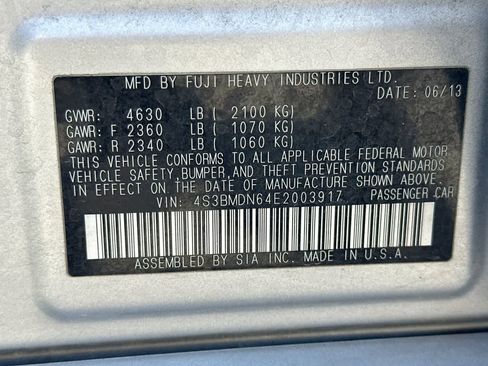 MFD BY FUJI HEAVY INDUSTRIES LTD.
DATE: 06/13
GVWR: 4630 LB ( 2100 KG)
GAWR: F 2360 LB ( 1070 KG)
GAWR: R 2340 LB ( 1060 KG)
THIS VEHICLE CONFORMS TO ALL APPLICABLE FEDERAL MOTOR
VEHICLE SAFETY, BUMPER, AND THEFT PREVENTION STANDARDS
IN EFFECT ON THE DATE OF MANUFACTURE SHOWN ABOVE.
VIN: 4S3BMDN64E2003917 PASSENGER CAR
ASSEMBLED BY SIA INC. MADE IN U.S.A.